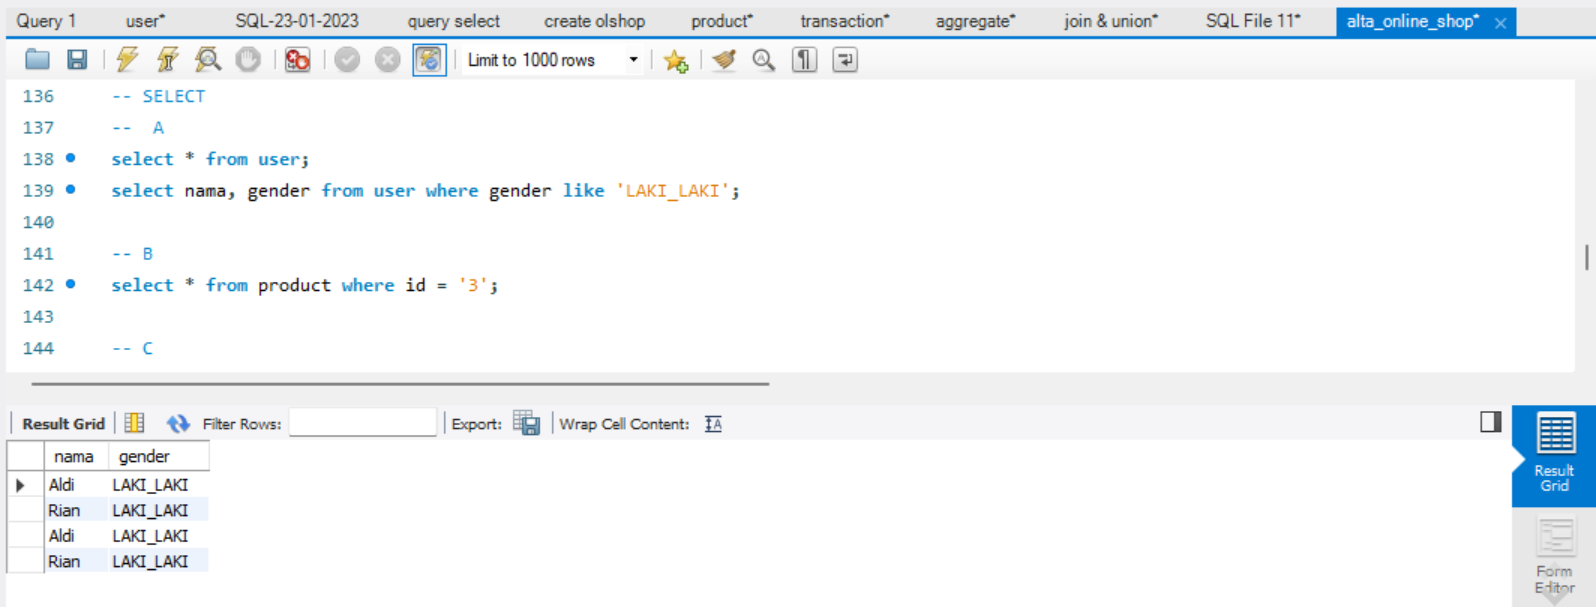 Query 1 user* SQL-23-01-2023 query select create olshop product* transaction* aggregate* join & union* SQL File 11* alta_online_shop* ×
Limit to 1000 rows
136 -- SELECT
137 -- A
138 select * from user;
139 select nama, gender from user where gender like 'LAKI_LAKI';
140
141 -- B
142 select * from product where id = '3';
143
144 -- C
Result Grid Filter Rows: Export: Wrap Cell Content: IA
nama gender
Aldi LAKI_LAKI
Rian LAKI_LAKI
Aldi LAKI_LAKI
Rian LAKI_LAKI
Result
Grid
Form
Editor